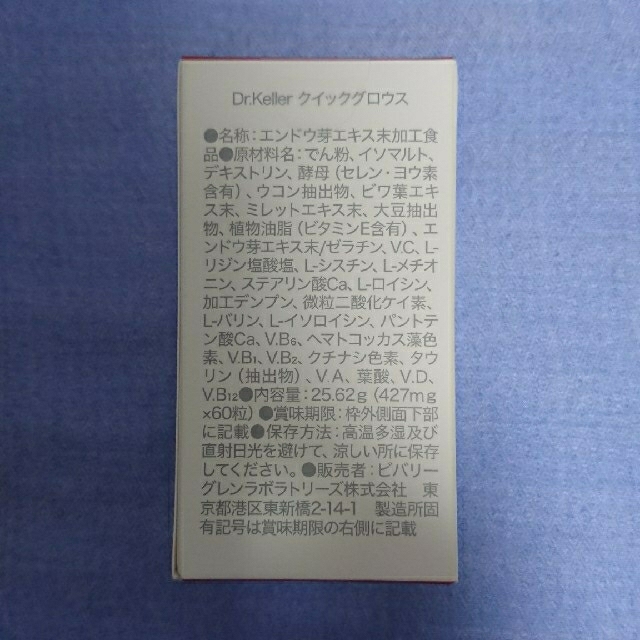 Dr.Keller クイックグロウス
●名称：エンドウ芽エキス末加工食
品●原材料名：でん粉、イソマルト、
デキストリン、酵母（セレン・ヨウ素
含有）、ウコン抽出物、ビワ葉エキ
ス末、ミレットエキス末、大豆抽出
物、植物油脂（ビタミンE含有）、エ
ンドウ芽エキス末/ゼラチン、V.C、L-
リジン塩酸塩、L-シスチン、L-メチオ
ニン、ステアリン酸Ca、L-ロイシン、
加工デンプン、微粒二酸化ケイ素、
L-バリン、L-イソロイシン、パントテ
ン酸Ca、V.B₆、ヘマトコッカス藻色
素、V.B₁、V.B₂、クチナシ色素、タウ
リン（抽出物）、V A、葉酸、V.D、
V.B₁₂●内容量：25.62g（427mg
×60粒）●賞味期限：枠外側面下部
に記載●保存方法：高温多湿及び
直射日光を避けて、涼しい所に保存し
てください。●販売者：ビバリー
グレンラボラトリーズ株式会社　東
京都港区東新橋2-14-1　製造所固
有記号は賞味期限の右側に記載